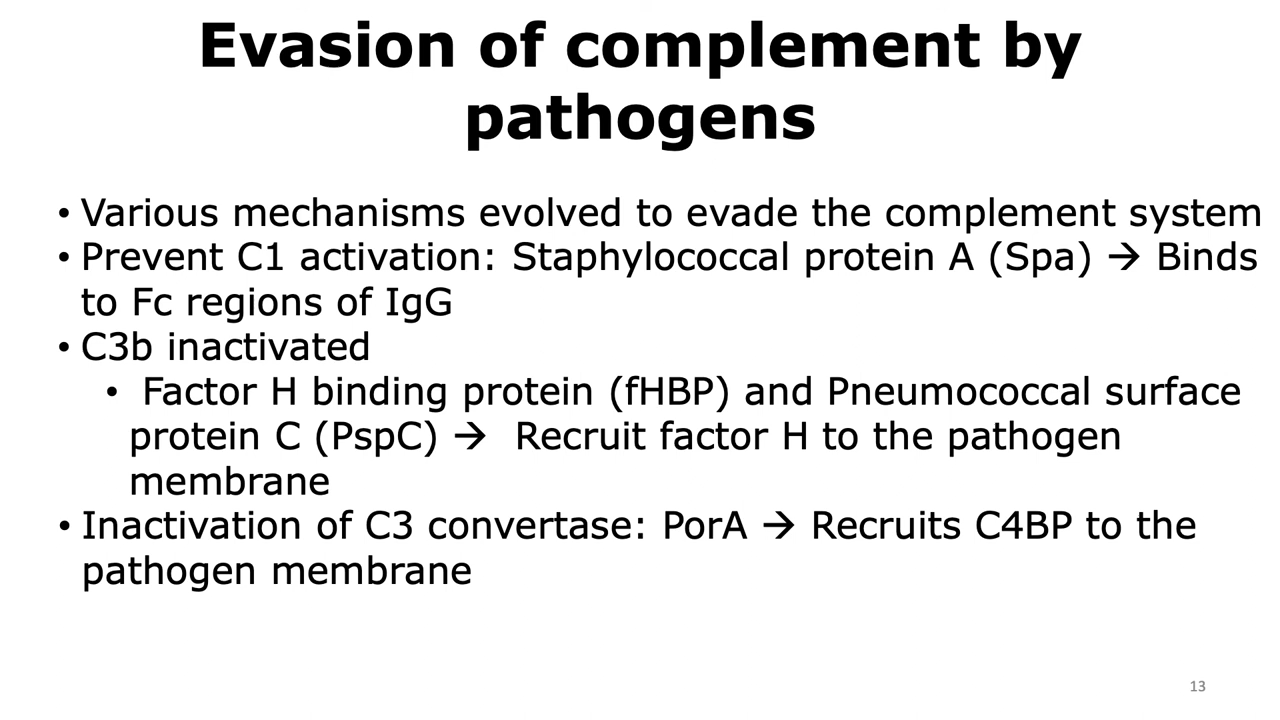 Evasion of complement by
pathogens
• Various mechanisms evolved to evade the complement system
• Prevent C1 activation: Staphylococcal protein A (Spa) → Binds
to Fc regions of IgG
• C3b inactivated
• Factor H binding protein (fHBP) and Pneumococcal surface
protein C (PspC) → Recruit factor H to the pathogen
membrane
• Inactivation of C3 convertase: PorA → Recruits C4BP to the
pathogen membrane
13